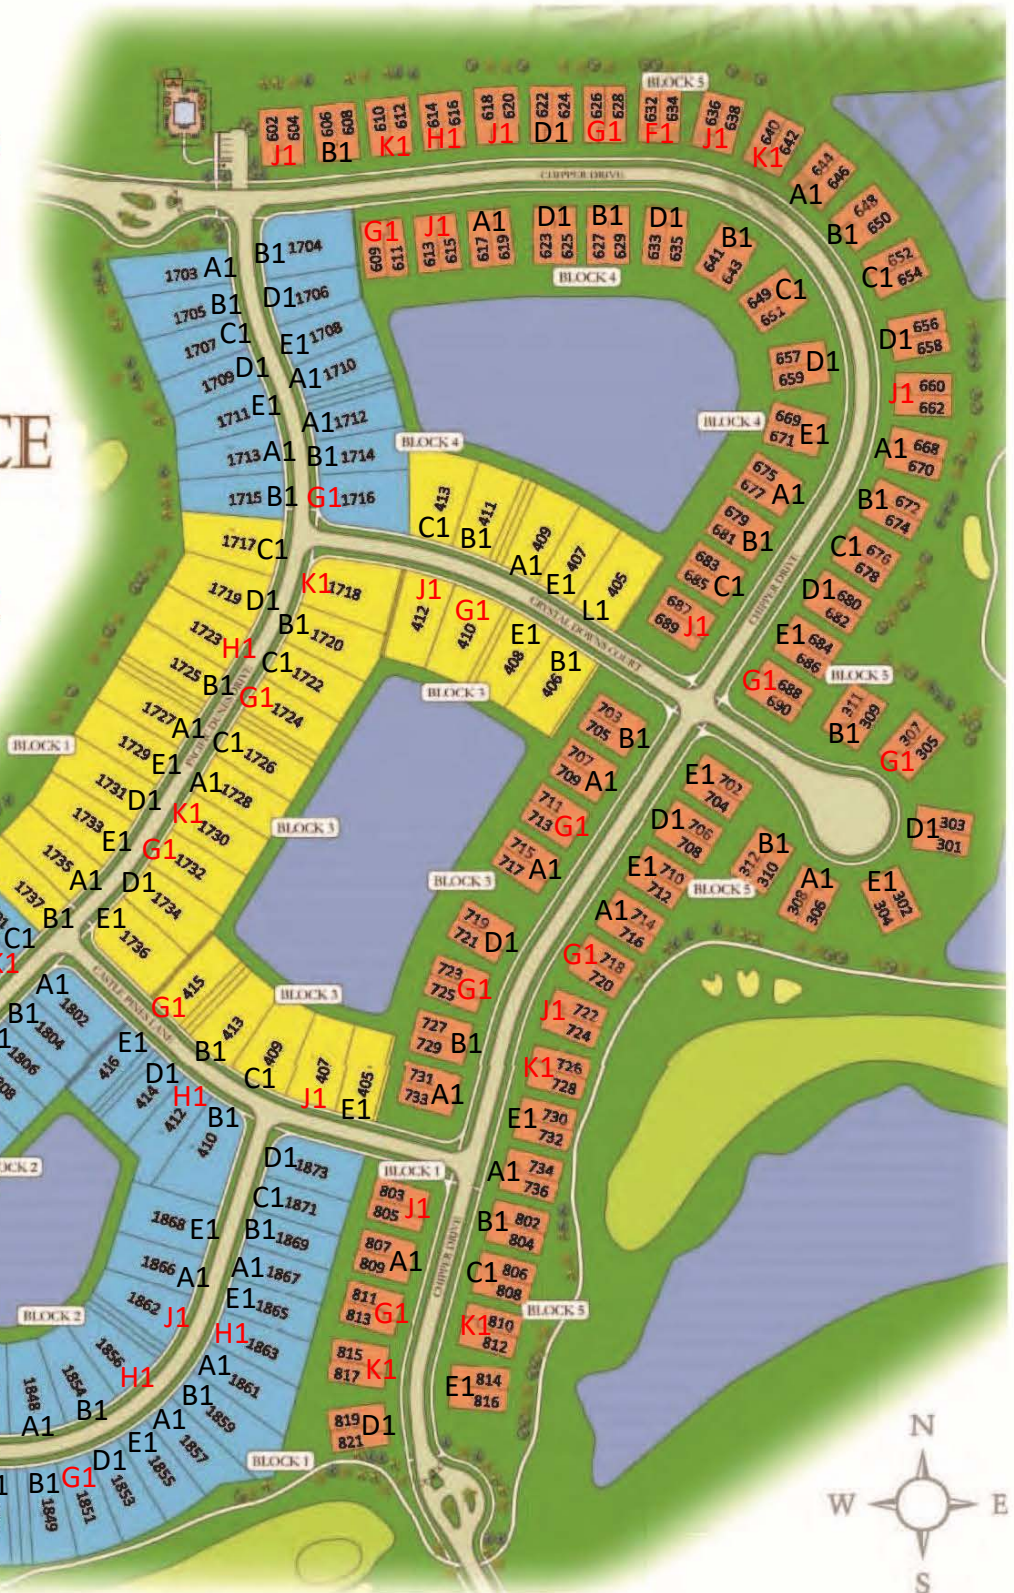 BLOCK 5
602 604 J1
606 608 B1
610 612 K1
614 616 H1
618 620 J1
622 624 D1
626 628 G1
632 634 F1
636 638 J1
640 642 K1
644 646 A1
648 650 B1
652 654 C1
656 658 D1
660 662 J1
668 670 A1
672 674 B1
676 678 C1
680 682 D1
684 686 E1
688 690 G1
CHIPPER DRIVE
G1 609 611
J1 613 615
A1 617 619
D1 623 625
B1 627 629
D1 633 635
B1 641 643
C1 649 651
657 659 D1
669 671 E1
675 677 A1
679 681 B1
683 685 C1
687 689 J1
BLOCK 4
BLOCK 4
BLOCK 4
CHIPPER DRIVE
1703 A1
1705 B1
1707 C1
1709 D1
1711 E1
1713 A1
1715 B1
1717 C1
1719 D1
1723 H1
1725 B1
1727 A1
1729 E1
1731 D1
1733 E1
1735 A1
1737 B1
C1
K1
CE
B1 1704
D1 1706
E1 1708
A1 1710
A1 1712
B1 1714
G1 1716
K1 1718
B1 1720
C1 1722
G1 1724
C1 1726
A1 1728
K1 1730
G1 1732
D1 1734
E1 1736
413 C1
411 B1
409 A1
407 E1
405 L1
CRYSTAL DOWNS COURT
J1 412
G1 410
E1 408
B1 406
BLOCK 3
BLOCK 1
BLOCK 3
BLOCK 3
BLOCK 3
BLOCK 5
311 309 B1
307 305 G1
D1 303 301
E1 302 304
A1 308 306
B1 312 310
703 705 B1
707 709 A1
711 713 G1
715 717 A1
719 721 D1
723 725 G1
727 729 B1
731 733 A1
E1 702 704
D1 706 708
E1 710 712
A1 714 716
G1 718 720
J1 722 724
K1 726 728
E1 730 732
A1 734 736
B1 802 804
C1 806 808
K1 810 812
E1 814 816
BLOCK 5
BLOCK 5
CASTLE PINES LANE
415 G1
413 B1
409 C1
407 J1
405 E1
A1 1802
B1 1804
1806
E1 416
D1 414
H1 412
B1 410
1868 E1
1866 A1
1862 J1
1856 H1
1854 B1
1848 A1
BLOCK 2
D1 1873
C1 1871
B1 1869
A1 1867
E1 1865
H1 1863
A1 1861
B1 1859
A1 1857
E1 1855
D1 1853
G1 1851
B1 1849
BLOCK 1
803 805 J1
807 809 A1
811 813 G1
815 817 K1
819 821 D1
CHIPPER DRIVE
BLOCK 1
N
W E
S